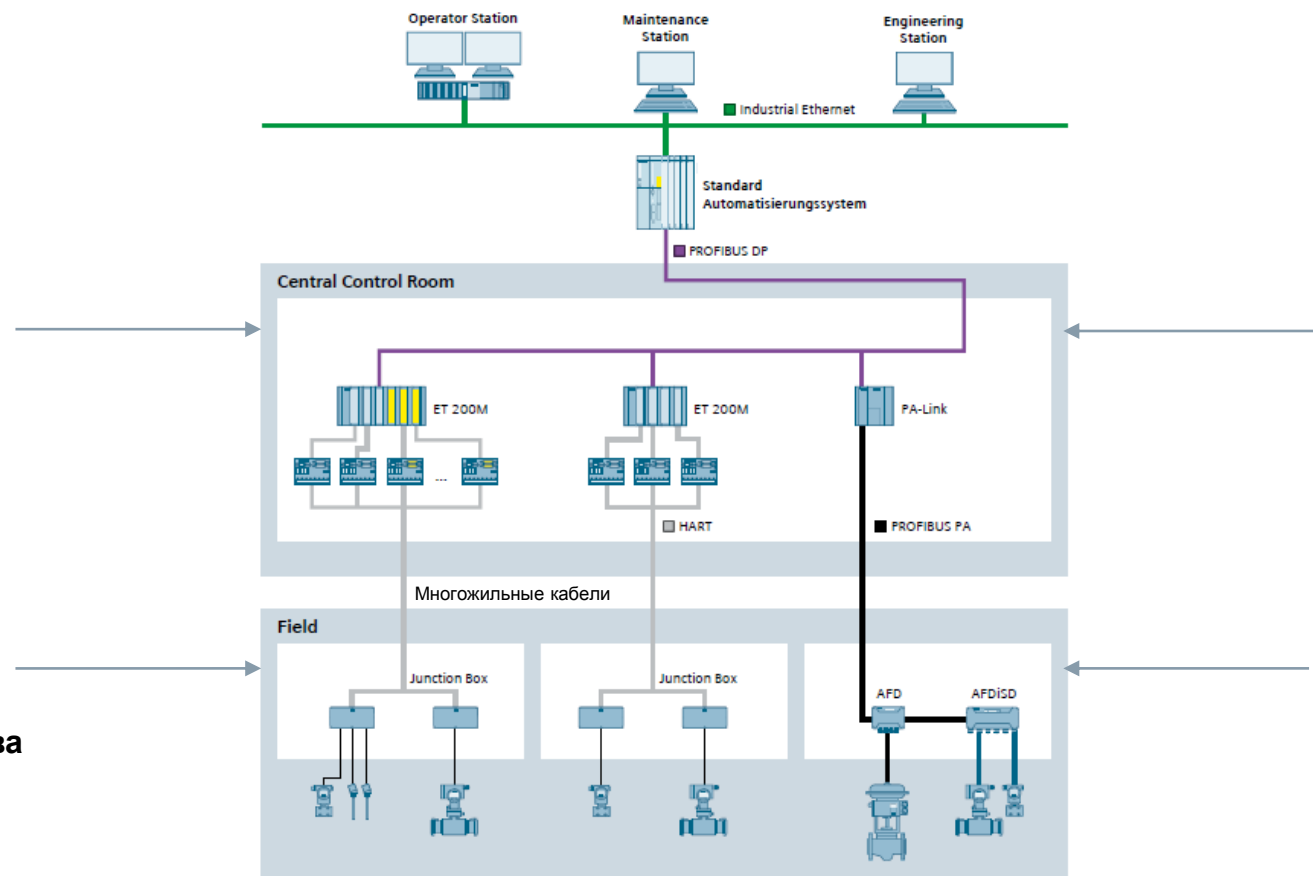 Operator Station
Maintenance
Station
Engineering
Station
Industrial Ethernet
Standard
Automatisierungssystem
PROFIBUS DP
Central Control Room
ET 200M
ET 200M
PA-Link
...
HART
PROFIBUS PA
Многожильные кабели
Field
Junction Box
Junction Box
AFD
AFDiSD
ва